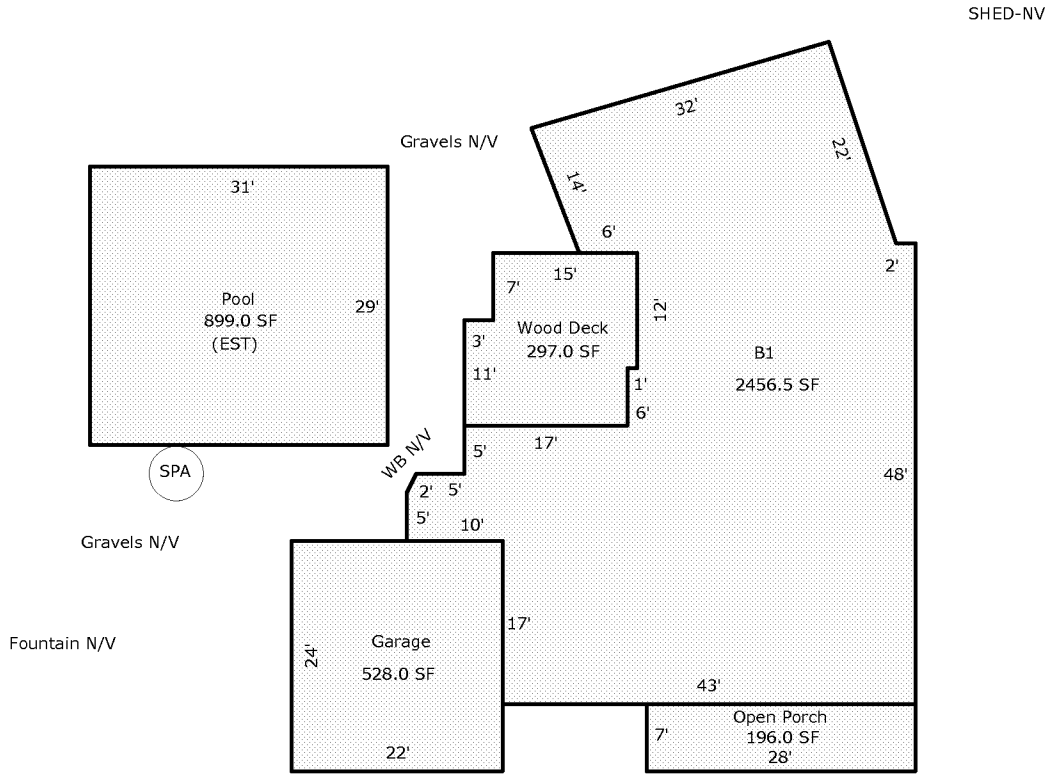 SHED-NV
32'
Gravels N/V
22'
14'
31'
6'
2'
15'
7'
Pool
899.0 SF
(EST)
29'
12'
Wood Deck
297.0 SF
3'
11'
B1
2456.5 SF
1'
6'
17'
WB N/V
5'
SPA
48'
2'
5'
5'
10'
Gravels N/V
17'
Fountain N/V
24'
Garage
528.0 SF
43'
Open Porch
196.0 SF
7'
28'
22'